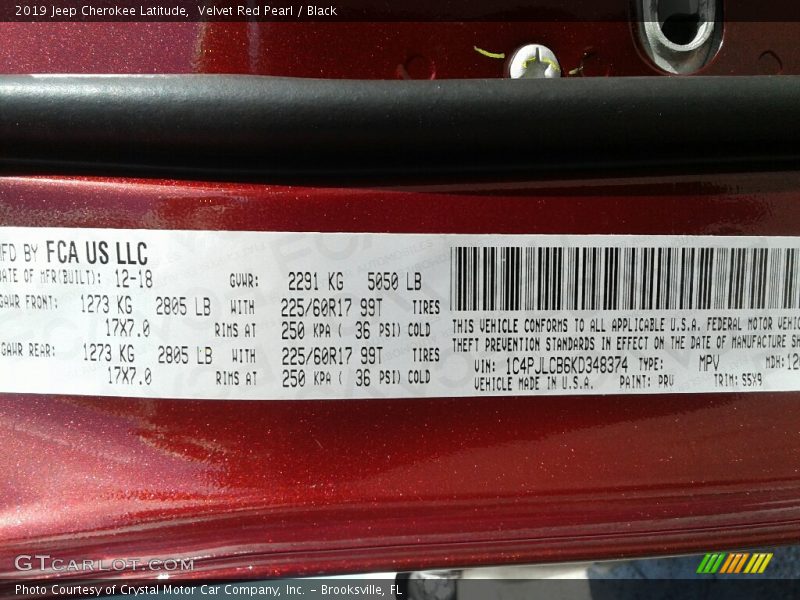 2019 Jeep Cherokee Latitude,  Velvet Red Pearl / Black
MFD BY FCA US LLC
DATE OF MFR(BUILT): 12-18 GVWR: 2291 KG 5050 LB
GAWR FRONT: 1273 KG 2805 LB WITH 225/60R17 99T TIRES
17X7.0 RIMS AT 250 KPA ( 36 PSI) COLD
GAWR REAR: 1273 KG 2805 LB WITH 225/60R17 99T TIRES
17X7.0 RIMS AT 250 KPA ( 36 PSI) COLD
THIS VEHICLE CONFORMS TO ALL APPLICABLE U.S.A. FEDERAL MOTOR VEHIC
THEFT PREVENTION STANDARDS IN EFFECT ON THE DATE OF MANUFACTURE SH
VIN: 1C4PJLCB6KD348374 TYPE: MPV MDH:120
VEHICLE MADE IN U.S.A. PAINT: PRV TRIM: S5X9
GTCARLOT.COM
Photo Courtesy of Crystal Motor Car Company, Inc. – Brooksville, FL